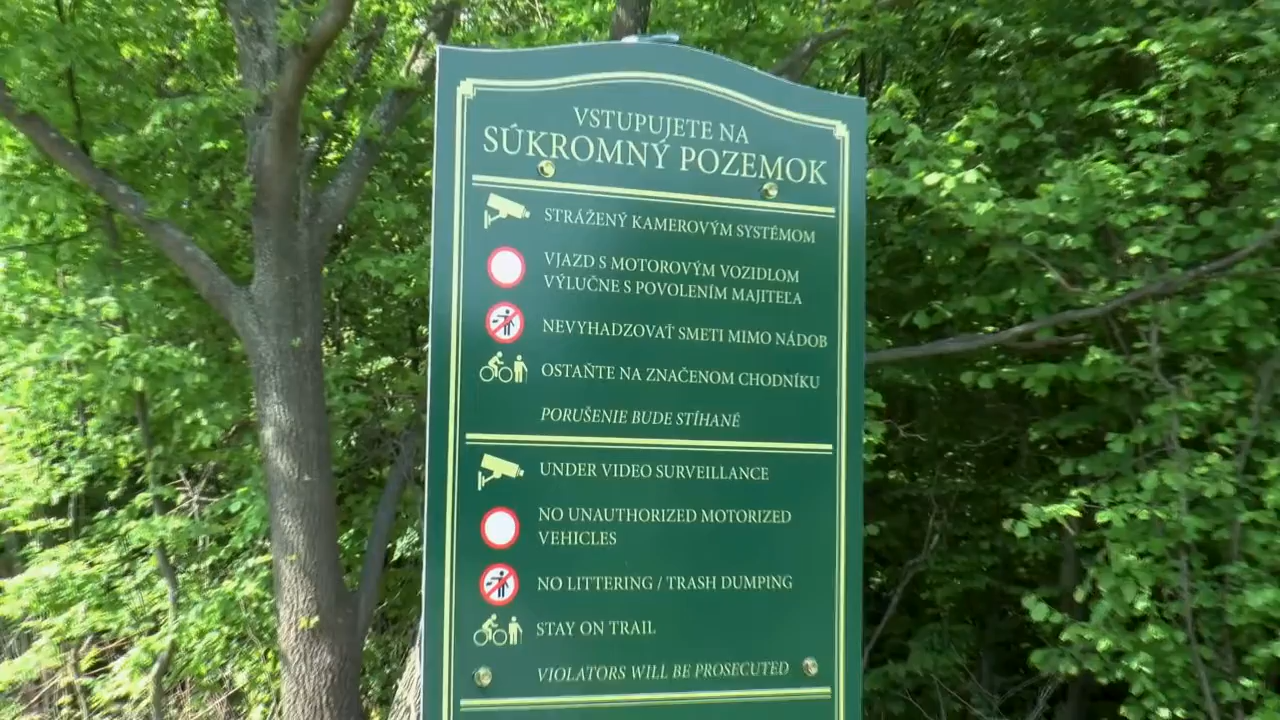 VSTUPUJETE NA
SÚKROMNÝ POZEMOK
STRÁŽENÝ KAMEROVÝM SYSTÉMOM
VJAZD S MOTOROVÝM VOZIDLOM
VÝLUČNE S POVOLENÍM MAJITEĽA
NEVYHADZOVAŤ SMETI MIMO NÁDOB
OSTAŇTE NA ZNAČENOM CHODNÍKU
PORUŠENIE BUDE STÍHANÉ
UNDER VIDEO SURVEILLANCE
NO UNAUTHORIZED MOTORIZED
VEHICLES
NO LITTERING / TRASH DUMPING
STAY ON TRAIL
VIOLATORS WILL BE PROSECUTED